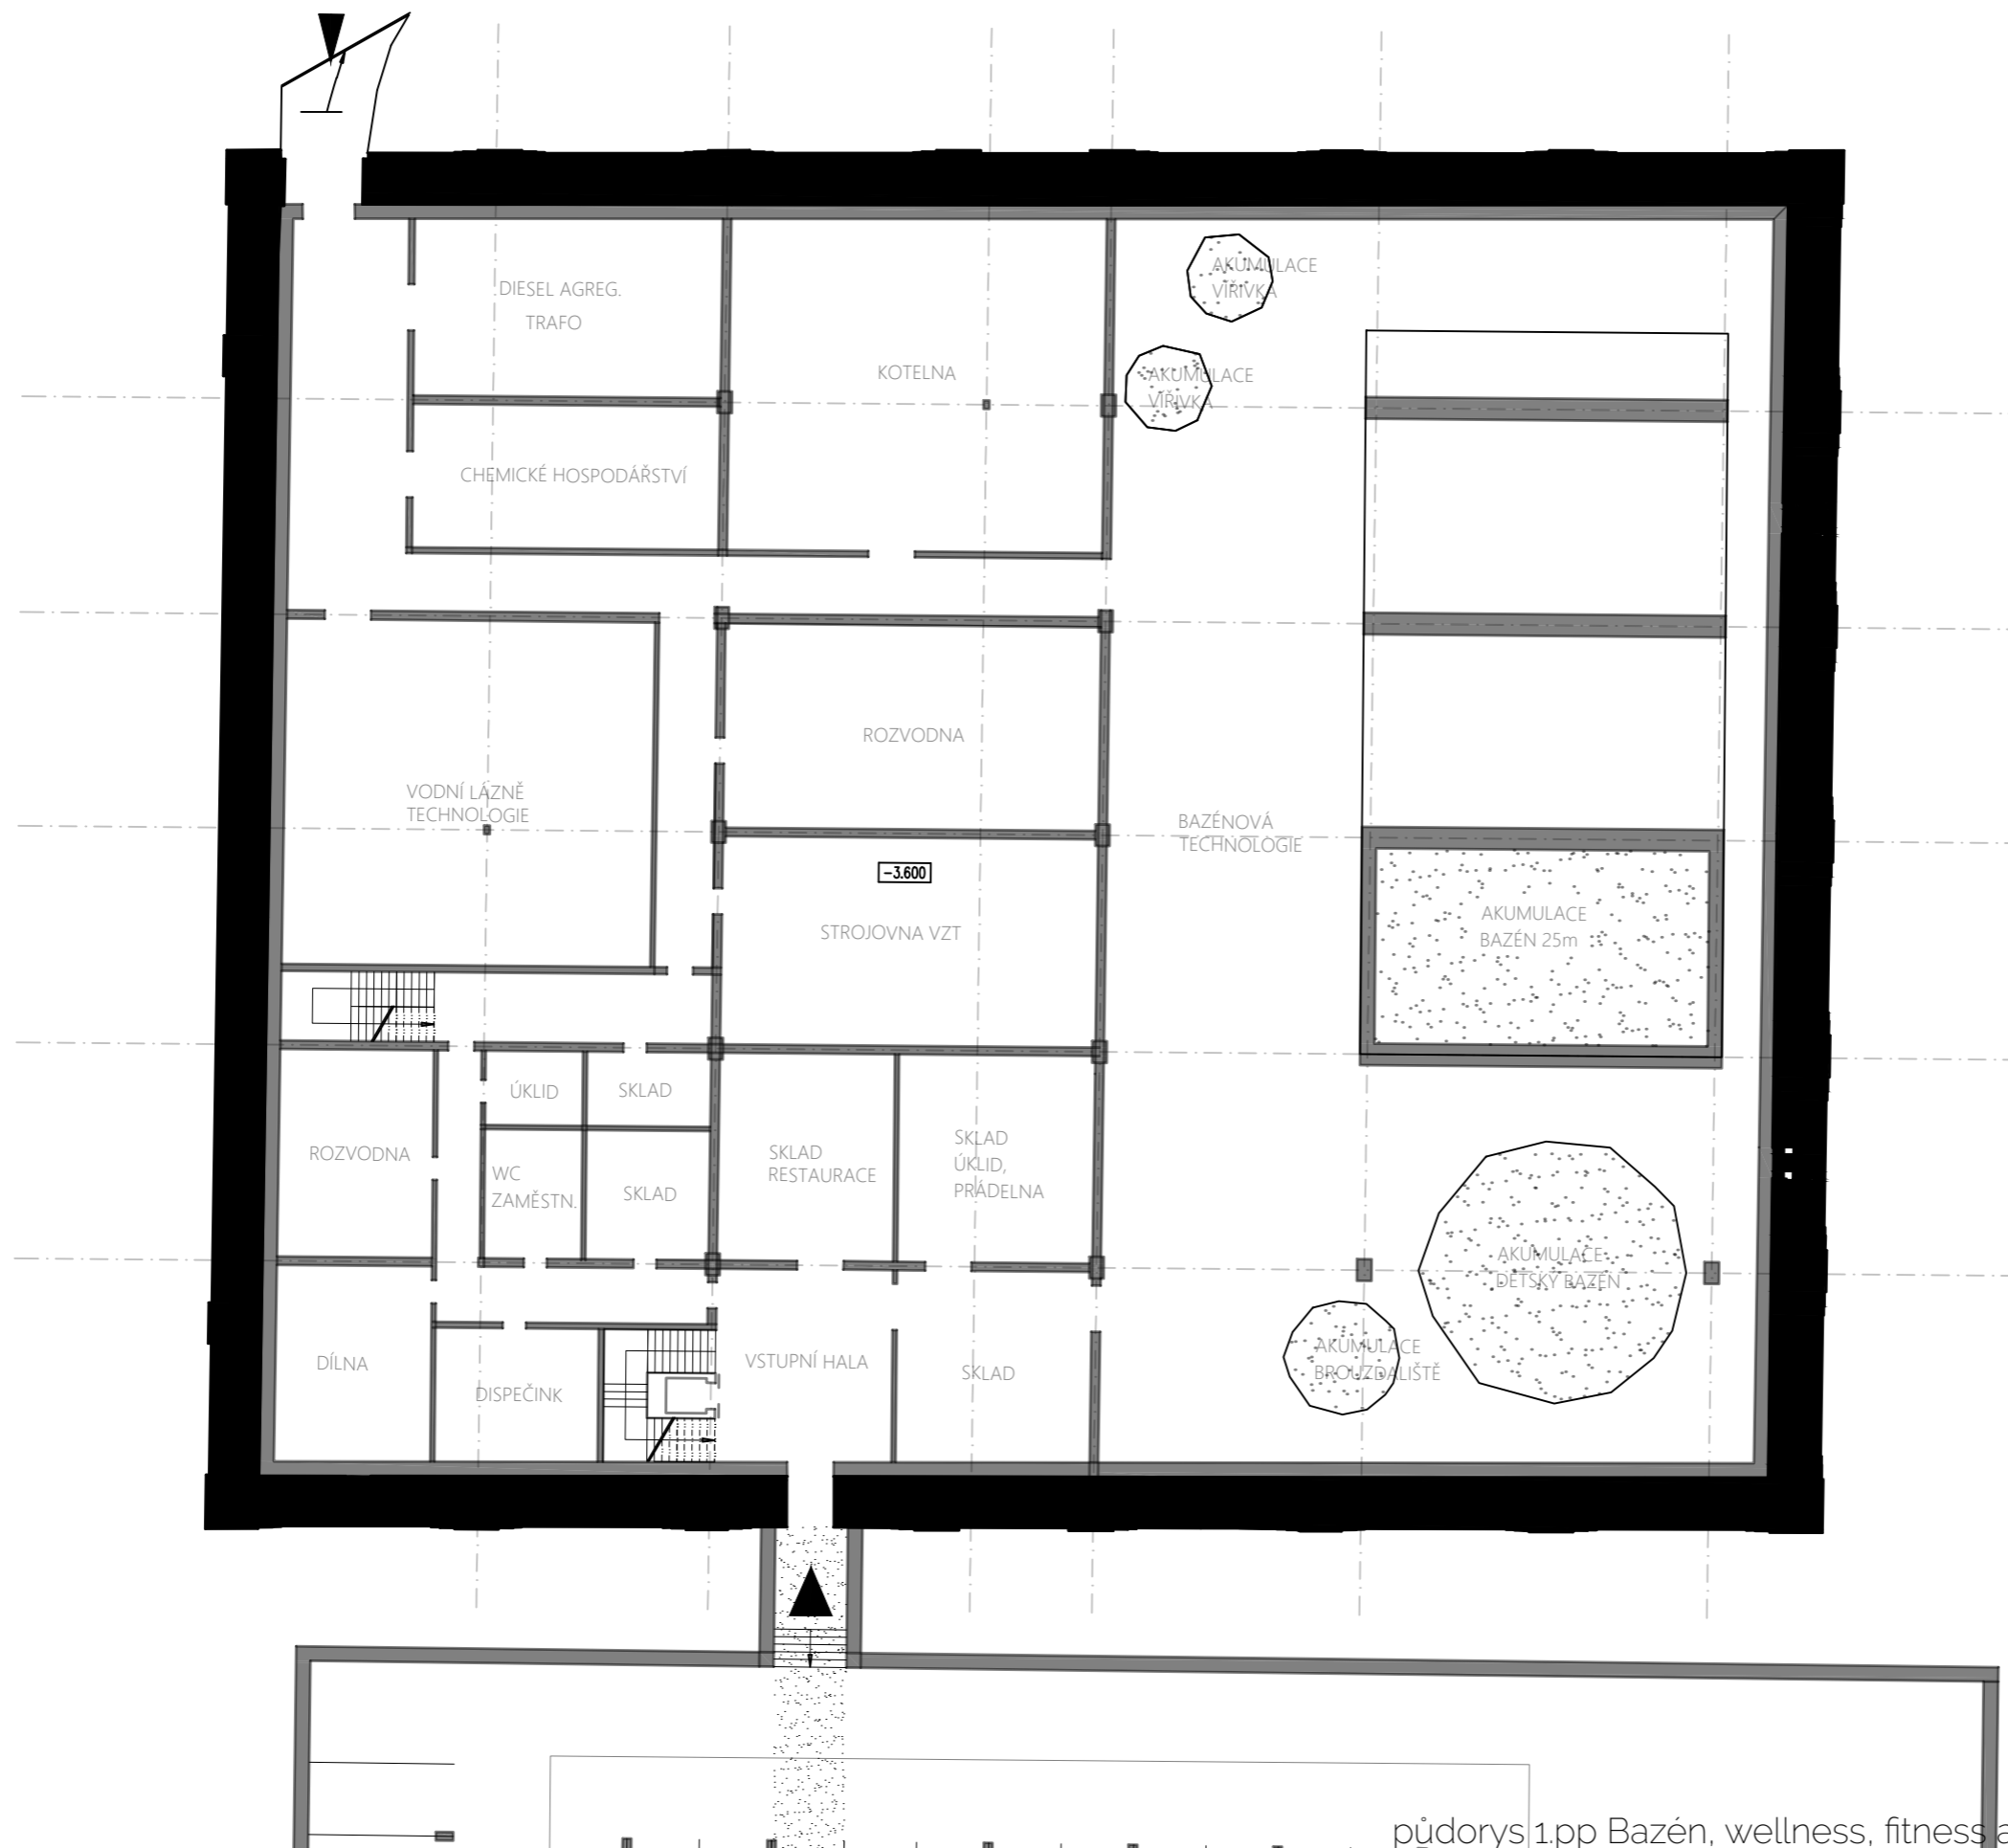 DIESEL AGREG.
TRAFO
KOTELNA
AKUMULACE
VÍŘIVKA
AKUMULACE
VÍŘIVKA
CHEMICKÉ HOSPODÁŘSTVÍ
ROZVODNA
VODNÍ LÁZNĚ
TECHNOLOGIE
BAZÉNOVÁ
TECHNOLOGIE
-3.600
STROJOVNA VZT
AKUMULACE
BAZÉN 25m
ÚKLID
SKLAD
ROZVODNA
WC
ZAMĚSTN.
SKLAD
SKLAD
RESTAURACE
SKLAD
ÚKLID,
PRÁDELNA
AKUMULACE
DĚTSKÝ BAZÉN
AKUMULACE
BROUZDALIŠTĚ
DÍLNA
DISPEČINK
VSTUPNÍ HALA
SKLAD
půdorys 1.pp Bazén, wellness, fitness a